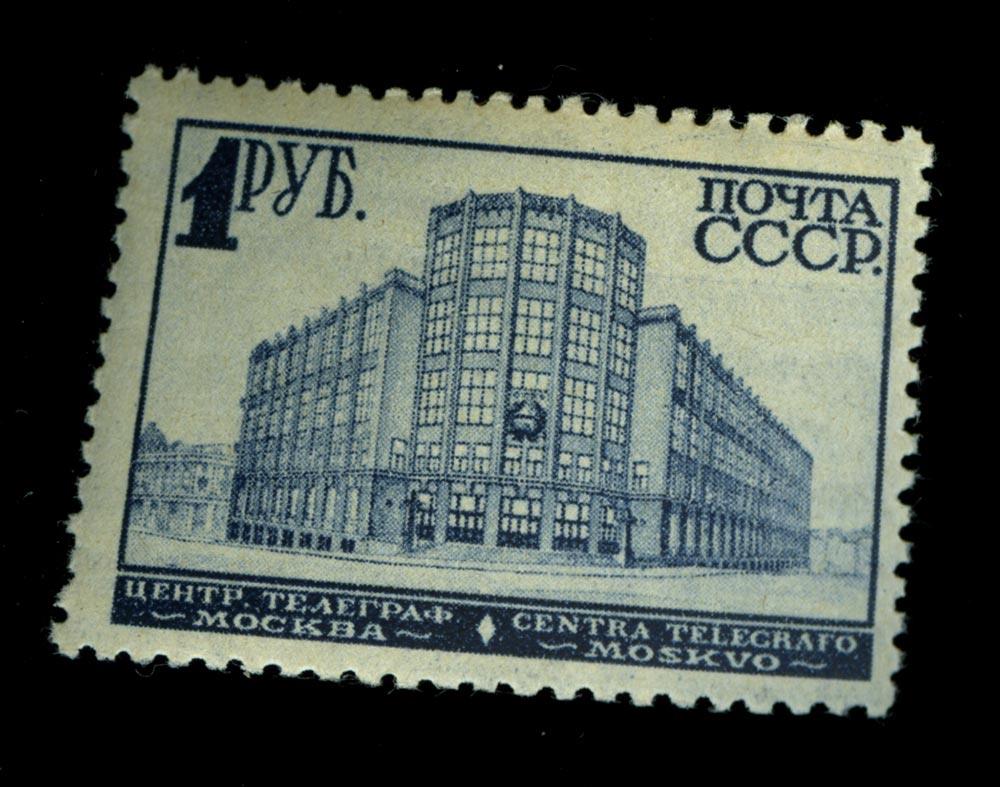 1 РУБ.
ПОЧТА
СССР.
ЦЕНТР. ТЕЛЕГРАФ
~ МОСКВА ~
CENTRA TELEGRAFO
~ MOSKVO ~